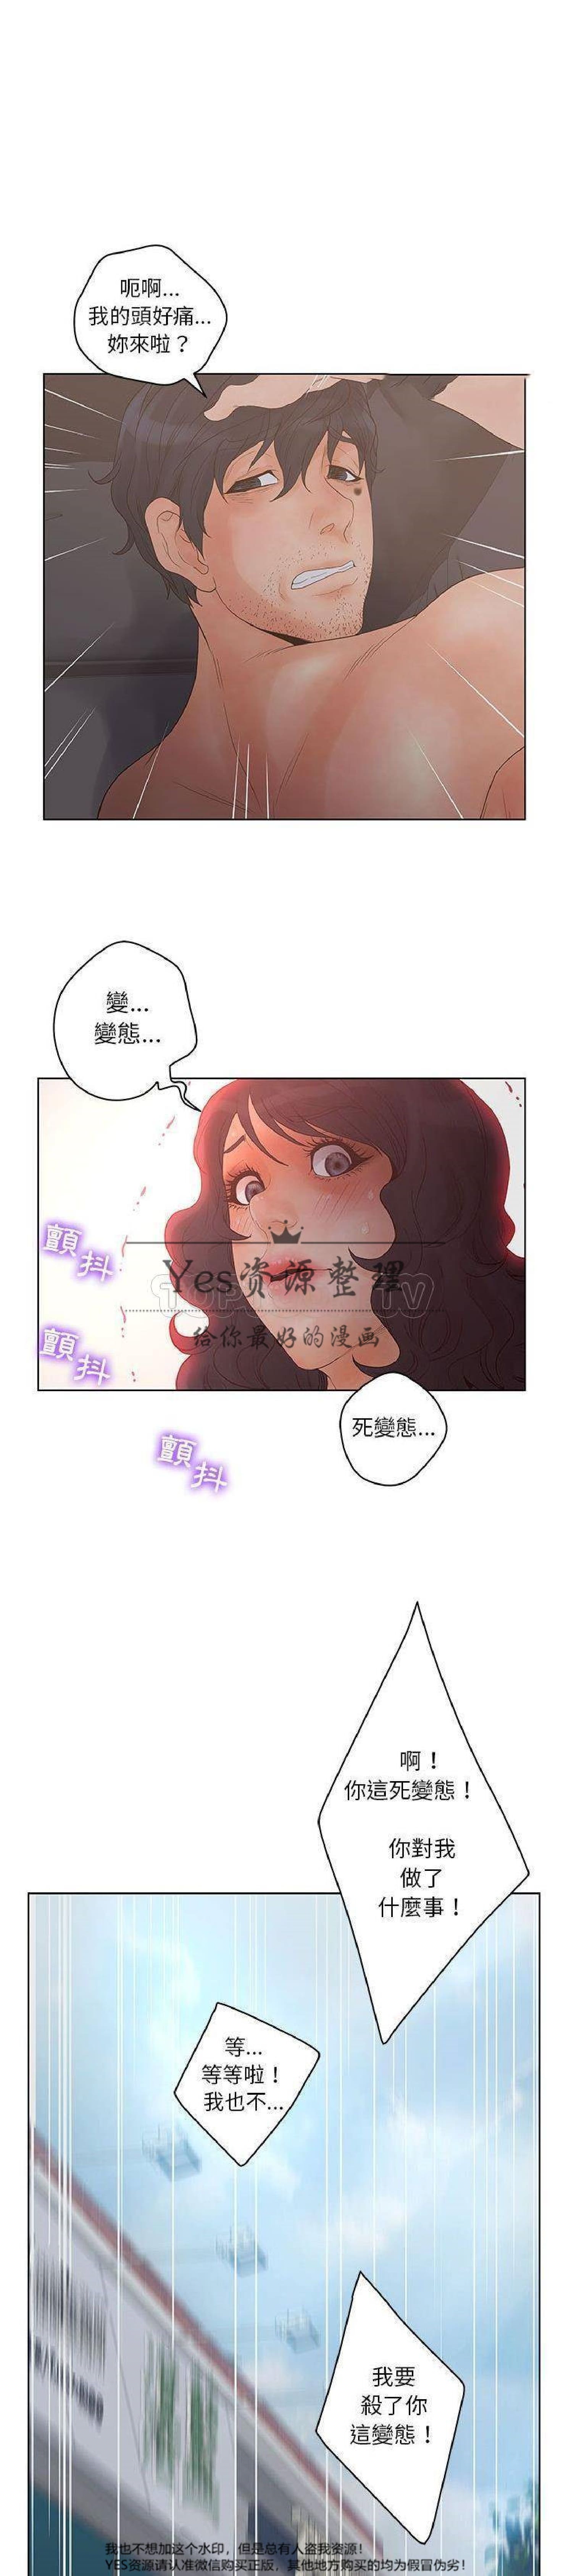 呃啊...
我的頭好痛...
妳來啦？
變...
變態...
顫抖
Yes资源整理
给你最好的漫画
顫抖
死變態...
顫抖
啊！
你這死變態！
你對我
做了
什麼事！
等...
等等啦！
我也不...
我要
殺了你
這變態！
我也不想加这个水印，但是总有人盗我资源！
YES资源请认准微信购买正版，其他地方购买的均为假冒伪劣！